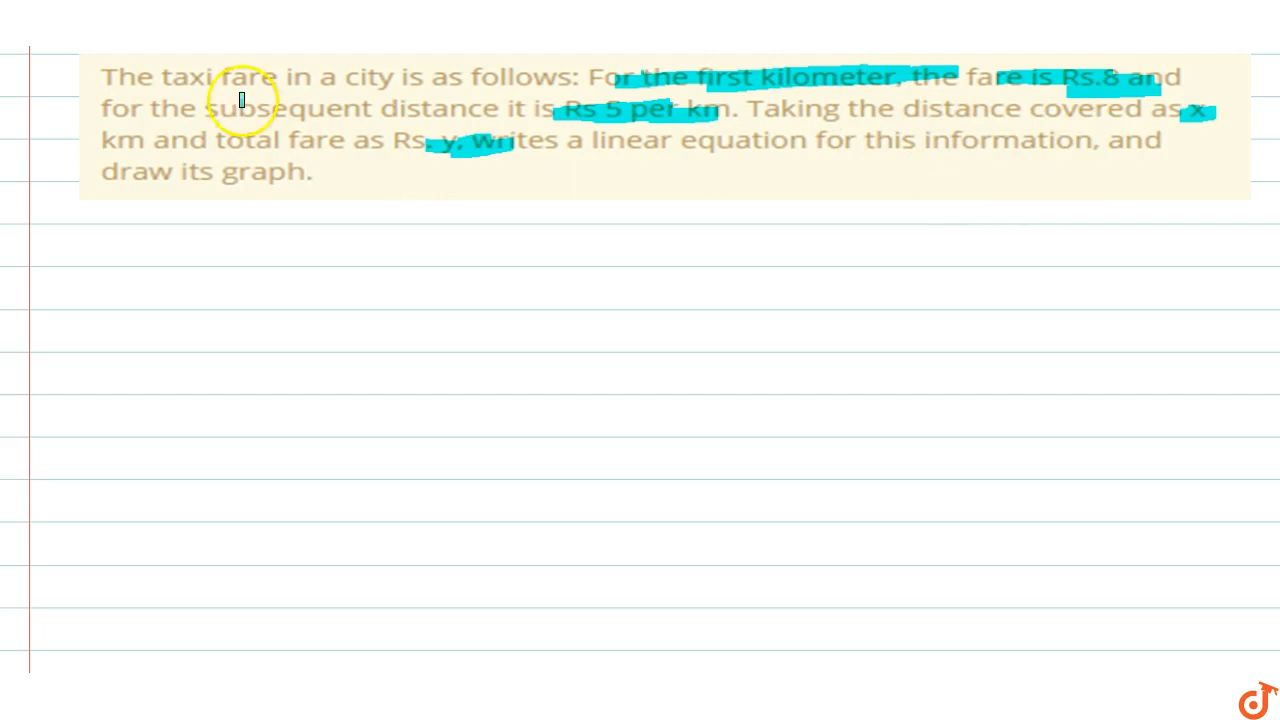 The taxi fare in a city is as follows: For the first kilometer, the fare is Rs.8 and
for the subsequent distance it is Rs 5 per km. Taking the distance covered as x
km and total fare as Rs. y, writes a linear equation for this information, and
draw its graph.